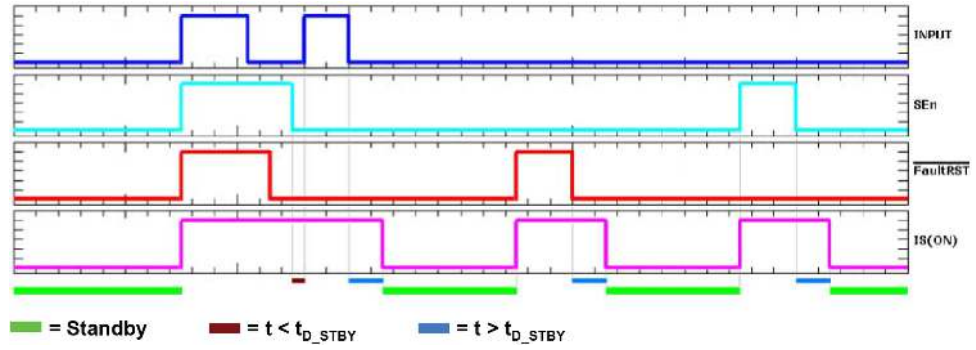 INPUT
SEn
FaultRST
IS(ON)
= Standby = t < tD_STBY = t > tD_STBY